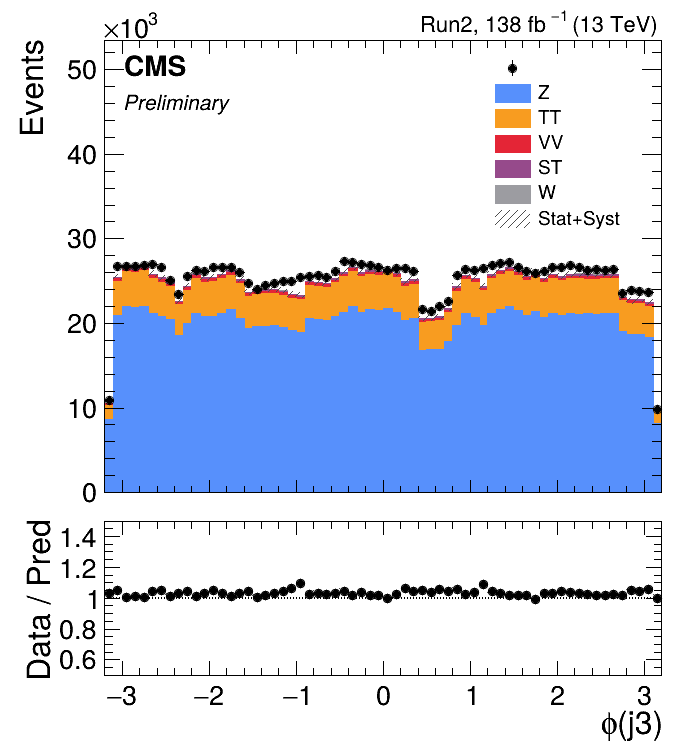 ×10³
Run2, 138 fb⁻¹ (13 TeV)
Events
CMS
Preliminary
Z
TT
VV
ST
W
Stat+Syst
50
40
30
20
10
0
Data / Pred
1.4
1.2
1
0.8
0.6
−3 −2 −1 0 1 2 3
ϕ(j3)